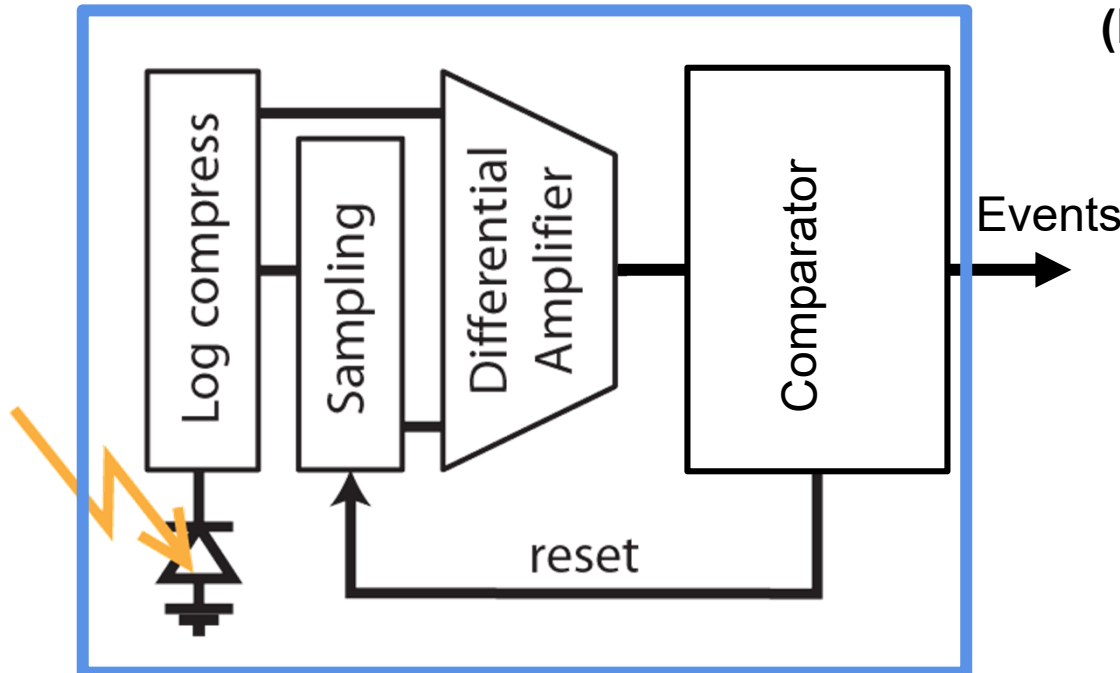 Log compress
Sampling
Differential
Amplifier
Comparator
Events
reset